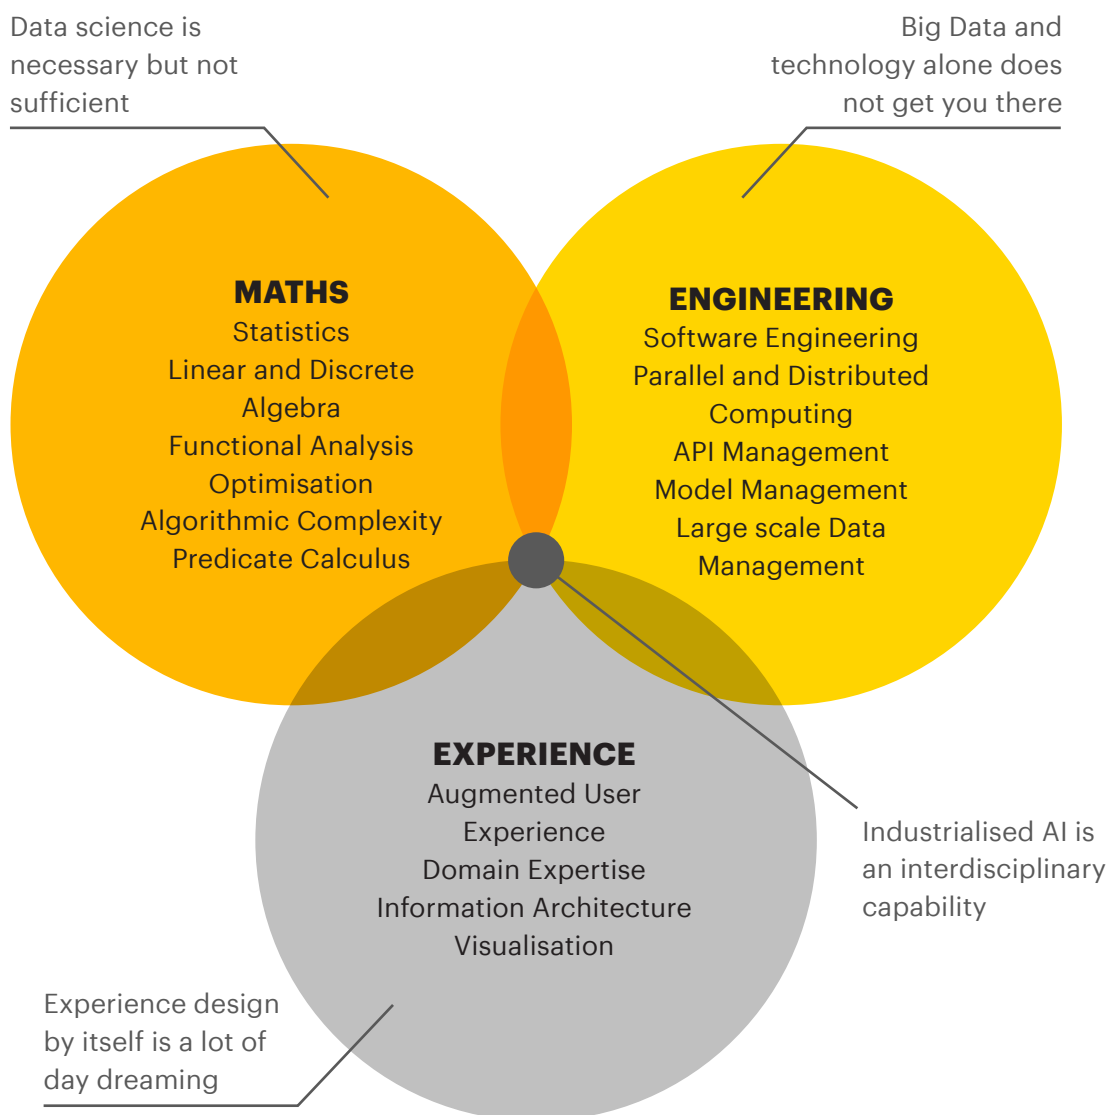 Data science is
necessary but not
sufficient
Big Data and
technology alone does
not get you there
MATHS
Statistics
Linear and Discrete
Algebra
Functional Analysis
Optimisation
Algorithmic Complexity
Predicate Calculus
ENGINEERING
Software Engineering
Parallel and Distributed
Computing
API Management
Model Management
Large scale Data
Management
EXPERIENCE
Augmented User
Experience
Domain Expertise
Information Architecture
Visualisation
Industrialised AI is
an interdisciplinary
capability
Experience design
by itself is a lot of
day dreaming